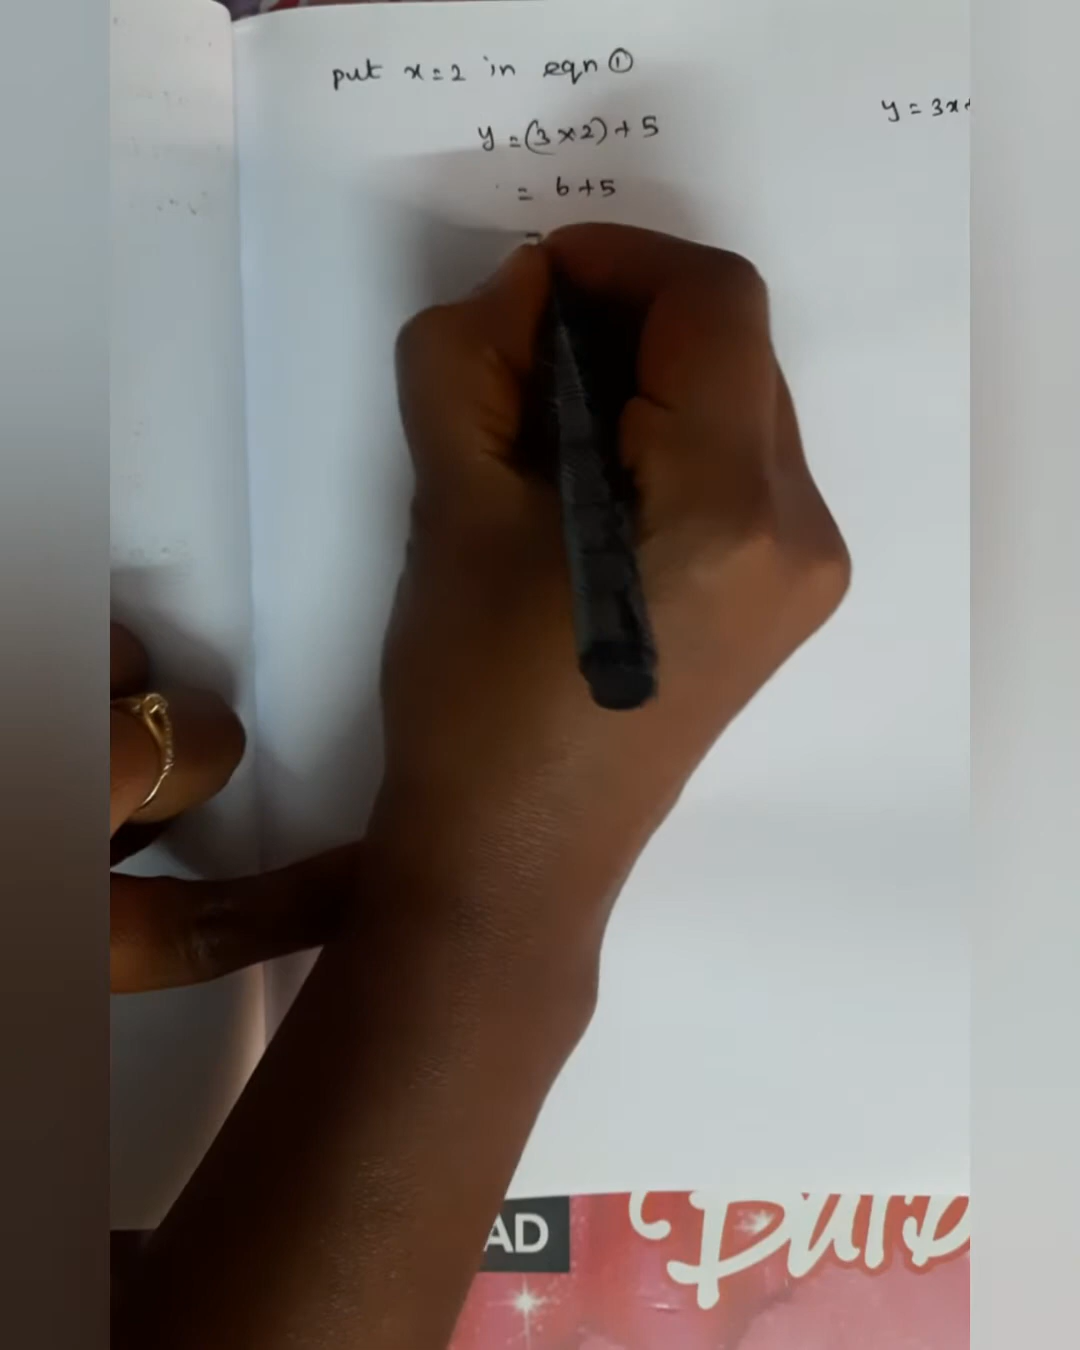 put x = 2 in eqn ①
y = 3x+
y = (3 × 2) + 5
= 6 + 5
=
AD